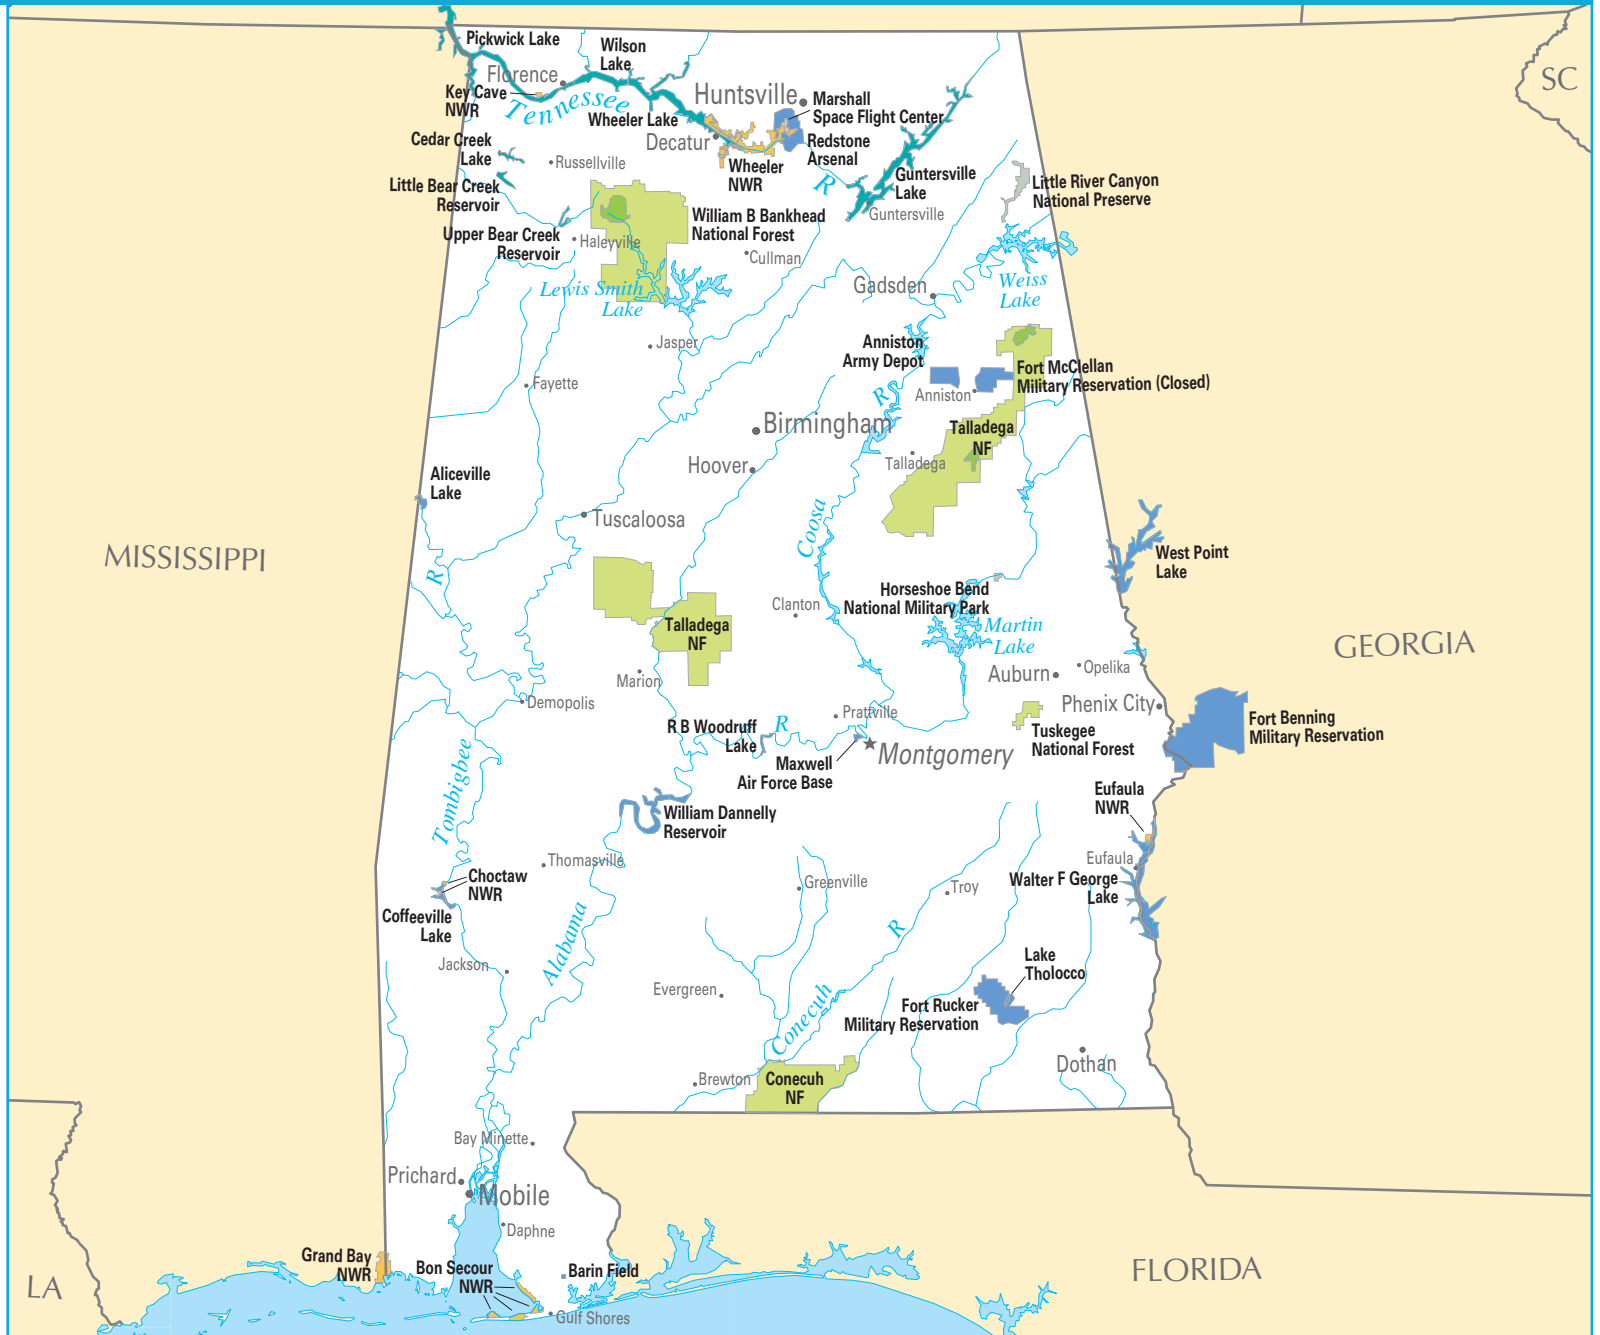 Pickwick Lake
Wilson
Lake
Florence
Key Cave
NWR
Tennessee
Huntsville
Marshall
Space Flight Center
Wheeler Lake
Decatur
Redstone
Arsenal
SC
Cedar Creek
Lake
Russellville
Wheeler
NWR
R
Guntersville
Lake
Little River Canyon
National Preserve
Little Bear Creek
Reservoir
Guntersville
William B Bankhead
National Forest
Upper Bear Creek
Reservoir
Haleyville
Cullman
Lewis Smith
Lake
Gadsden
Weiss
Lake
Jasper
Anniston
Army Depot
Fort McClellan
Military Reservation (Closed)
Fayette
Anniston
R
Birmingham
Talladega
NF
Hoover
Talladega
Aliceville
Lake
Tuscaloosa
Coosa
MISSISSIPPI
R
West Point
Lake
Horseshoe Bend
National Military Park
Clanton
Talladega
NF
Martin
Lake
GEORGIA
Marion
Auburn
Opelika
Demopolis
Phenix City
R B Woodruff
Lake
R
Prattville
Tuskegee
National Forest
Fort Benning
Military Reservation
Montgomery
Maxwell
Air Force Base
Tombigbee
William Dannelly
Reservoir
Eufaula
NWR
Thomasville
Eufaula
Choctaw
NWR
Greenville
Troy
Walter F George
Lake
Coffeeville
Lake
Alabama
R
Jackson
Lake
Tholocco
Evergreen
Conecuh
Fort Rucker
Military Reservation
Dothan
Brewton
Conecuh
NF
Bay Minette
Prichard
Mobile
Daphne
Grand Bay
NWR
Bon Secour
NWR
Barin Field
FLORIDA
LA
Gulf Shores